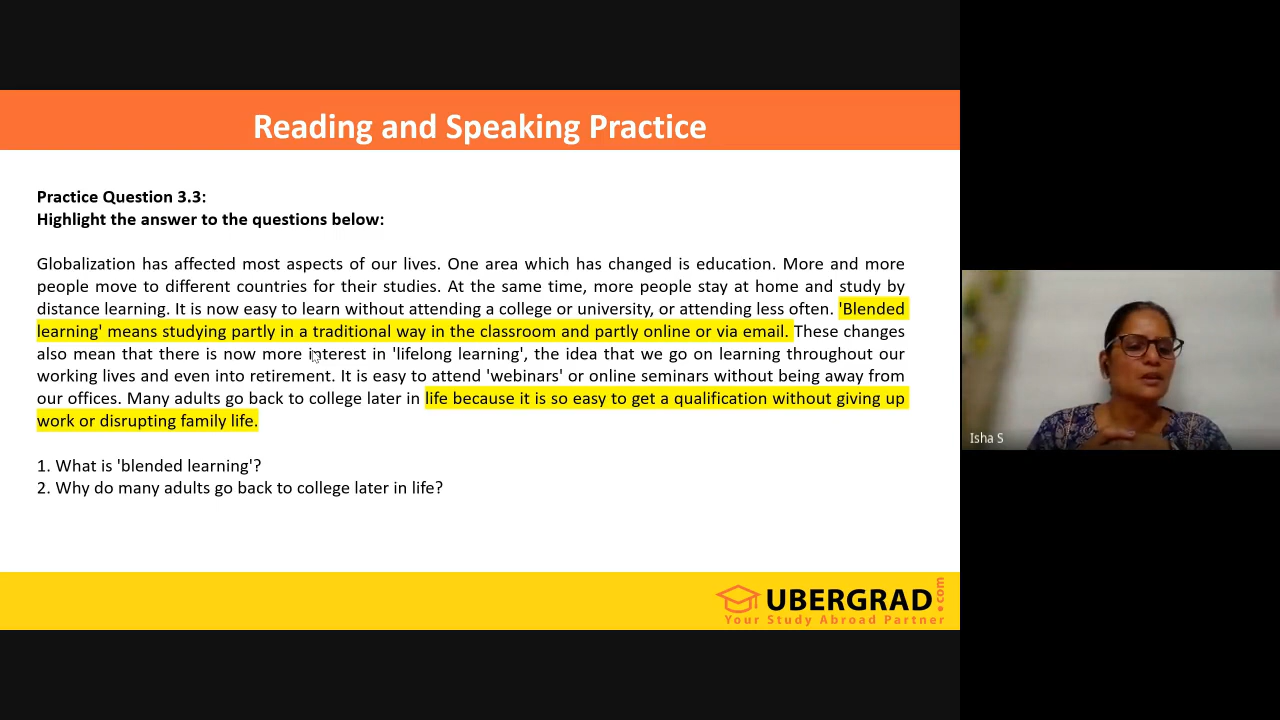 Reading and Speaking Practice
Practice Question 3.3:
Highlight the answer to the questions below:
Globalization has affected most aspects of our lives. One area which has changed is education. More and more
people move to different countries for their studies. At the same time, more people stay at home and study by
distance learning. It is now easy to learn without attending a college or university, or attending less often. 'Blended
learning' means studying partly in a traditional way in the classroom and partly online or via email. These changes
also mean that there is now more interest in 'lifelong learning', the idea that we go on learning throughout our
working lives and even into retirement. It is easy to attend 'webinars' or online seminars without being away from
our offices. Many adults go back to college later in life because it is so easy to get a qualification without giving up
work or disrupting family life.
1. What is 'blended learning'?
2. Why do many adults go back to college later in life?
UBERGRAD.com
Your Study Abroad Partner
Isha S